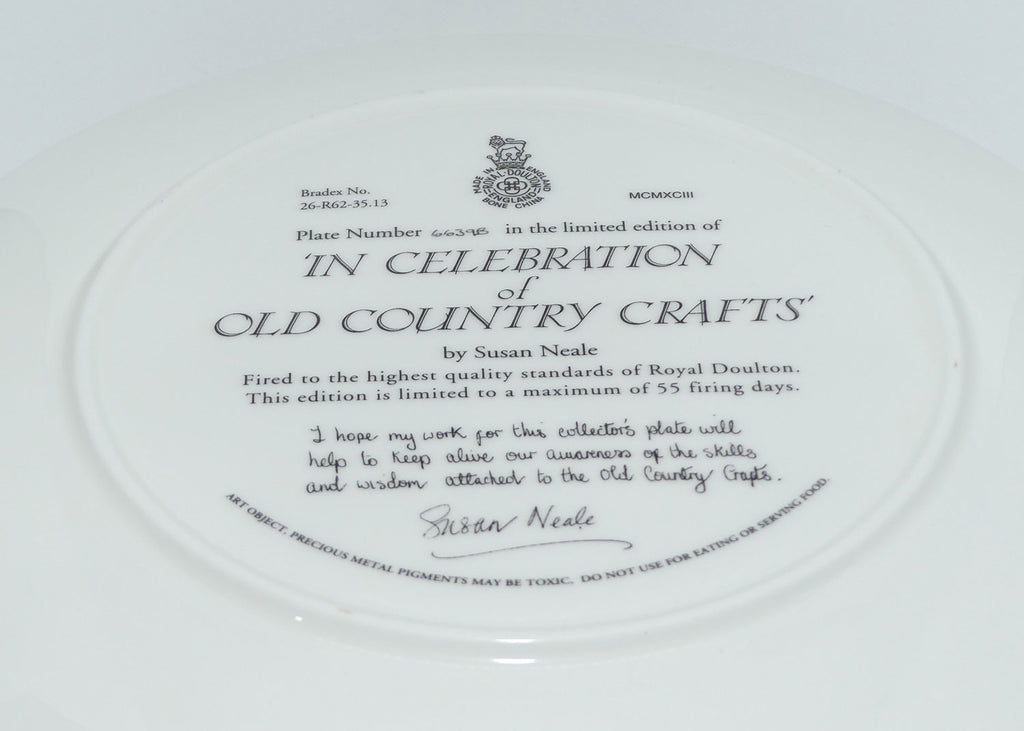 MADE IN ENGLAND
ROYAL·DOULTON
ENGLAND
BONE CHINA
Bradex No.
26-R62-35.13
MCMXCIII
Plate Number 6639B in the limited edition of
'IN CELEBRATION
of
OLD COUNTRY CRAFTS'
by Susan Neale
Fired to the highest quality standards of Royal Doulton.
This edition is limited to a maximum of 55 firing days.
I hope my work for this collector's plate will
help to keep alive our awareness of the skills
and wisdom attached to the Old Country Crafts.
Susan Neale
ART OBJECT. PRECIOUS METAL PIGMENTS MAY BE TOXIC. DO NOT USE FOR EATING OR SERVING FOOD.